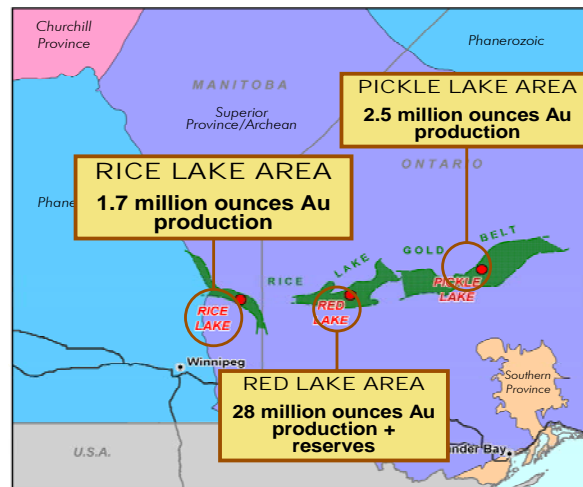 Churchill
Province
Phanerozoic
MANITOBA
PICKLE LAKE AREA
2.5 million ounces Au
production
Superior
Province/Archean
ONTARIO
RICE LAKE AREA
1.7 million ounces Au
production
RICE LAKE GOLD BELT
PICKLE
LAKE
RICE
LAKE
RED
LAKE
Winnipeg
Southern
Province
RED LAKE AREA
28 million ounces Au
production +
reserves
U.S.A.
Bay